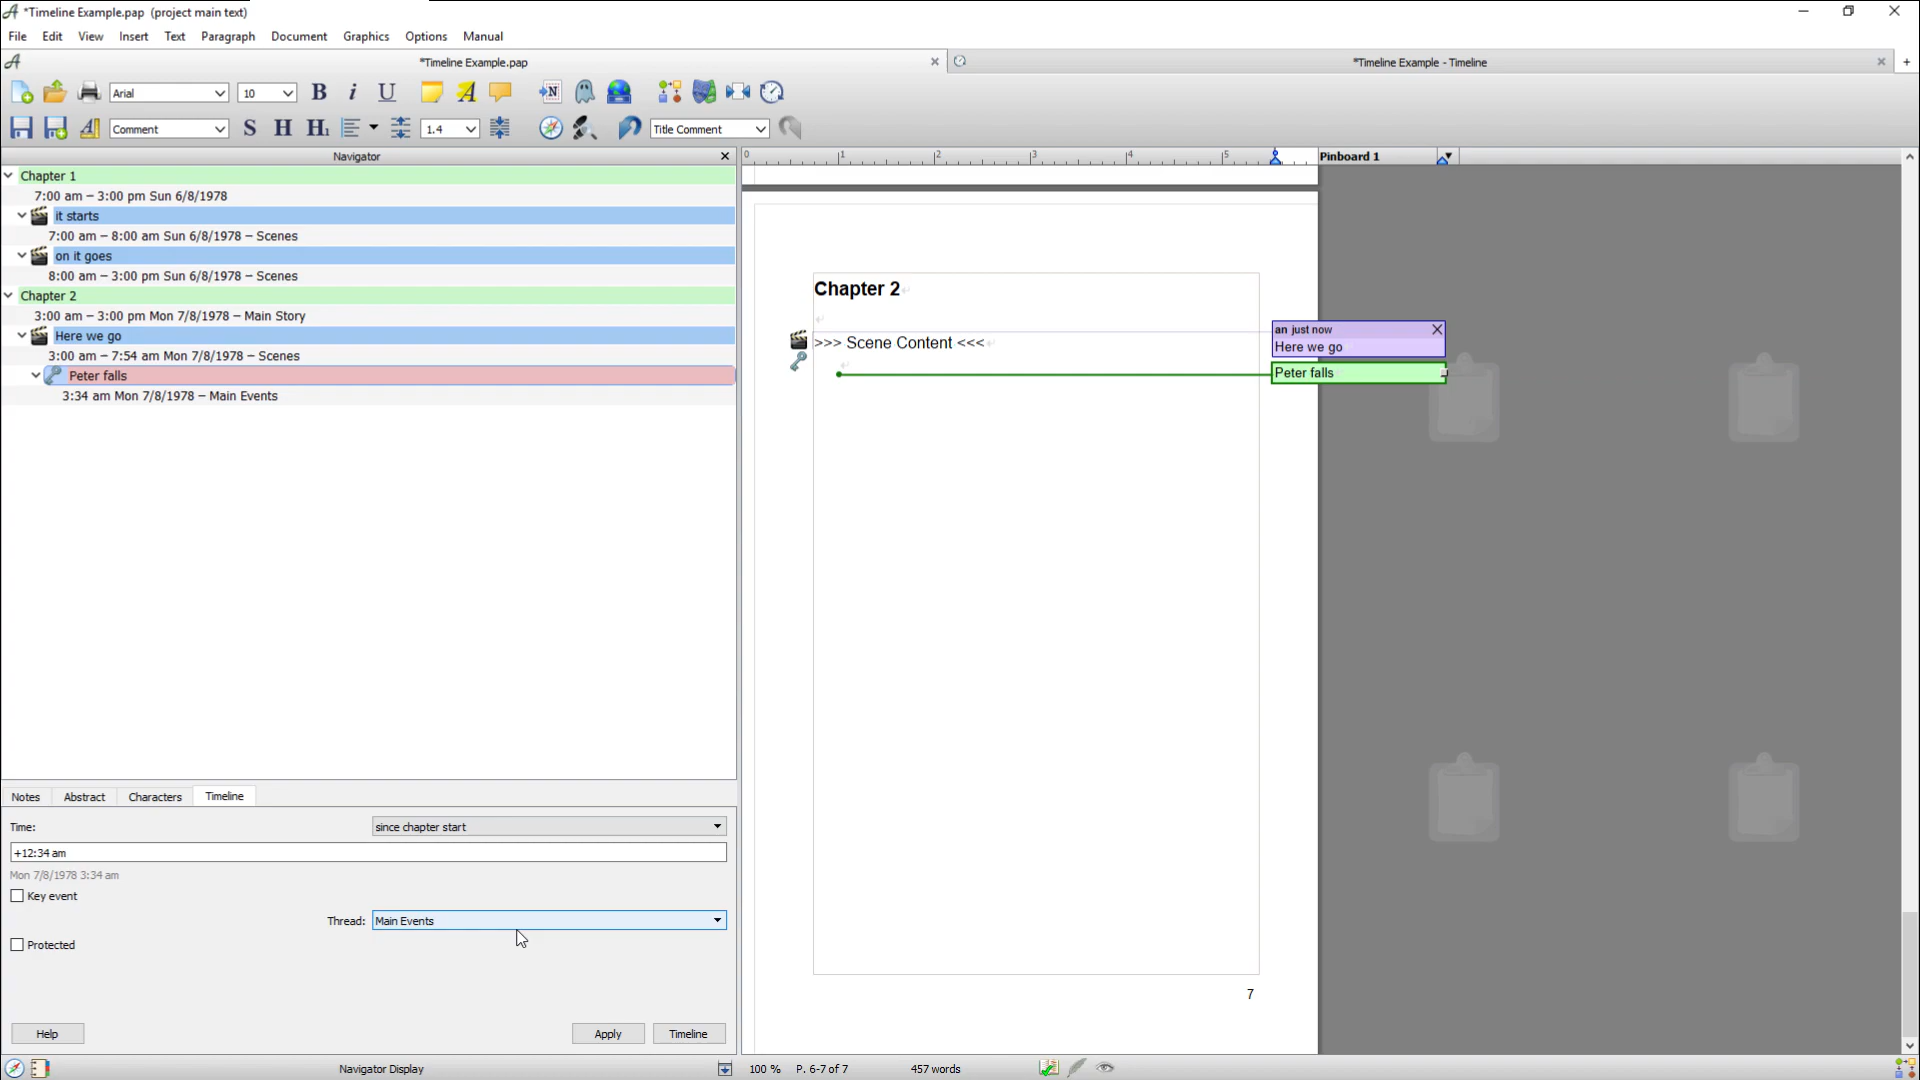 *Timeline Example.pap  (project main text)
File Edit View Insert Text Paragraph Document Graphics Options Manual
*Timeline Example.pap
*Timeline Example - Timeline
Arial 10 B i U A N
Comment S H H1 1.4 Title Comment
Navigator
0 1 2 3 4 5 Pinboard 1
Chapter 1
7:00 am – 3:00 pm Sun 6/8/1978
it starts
7:00 am – 8:00 am Sun 6/8/1978 – Scenes
on it goes
8:00 am – 3:00 pm Sun 6/8/1978 – Scenes
Chapter 2
3:00 am – 3:00 pm Mon 7/8/1978 – Main Story
Here we go
3:00 am – 7:54 am Mon 7/8/1978 – Scenes
Peter falls
3:34 am Mon 7/8/1978 – Main Events
Chapter 2
>>> Scene Content <<<
an just now
Here we go
Peter falls
7
Notes Abstract Characters Timeline
Time: since chapter start
+12:34 am
Mon 7/8/1978 3:34 am
Key event
Thread: Main Events
Protected
Help Apply Timeline
Navigator Display 100 % P. 6-7 of 7 457 words